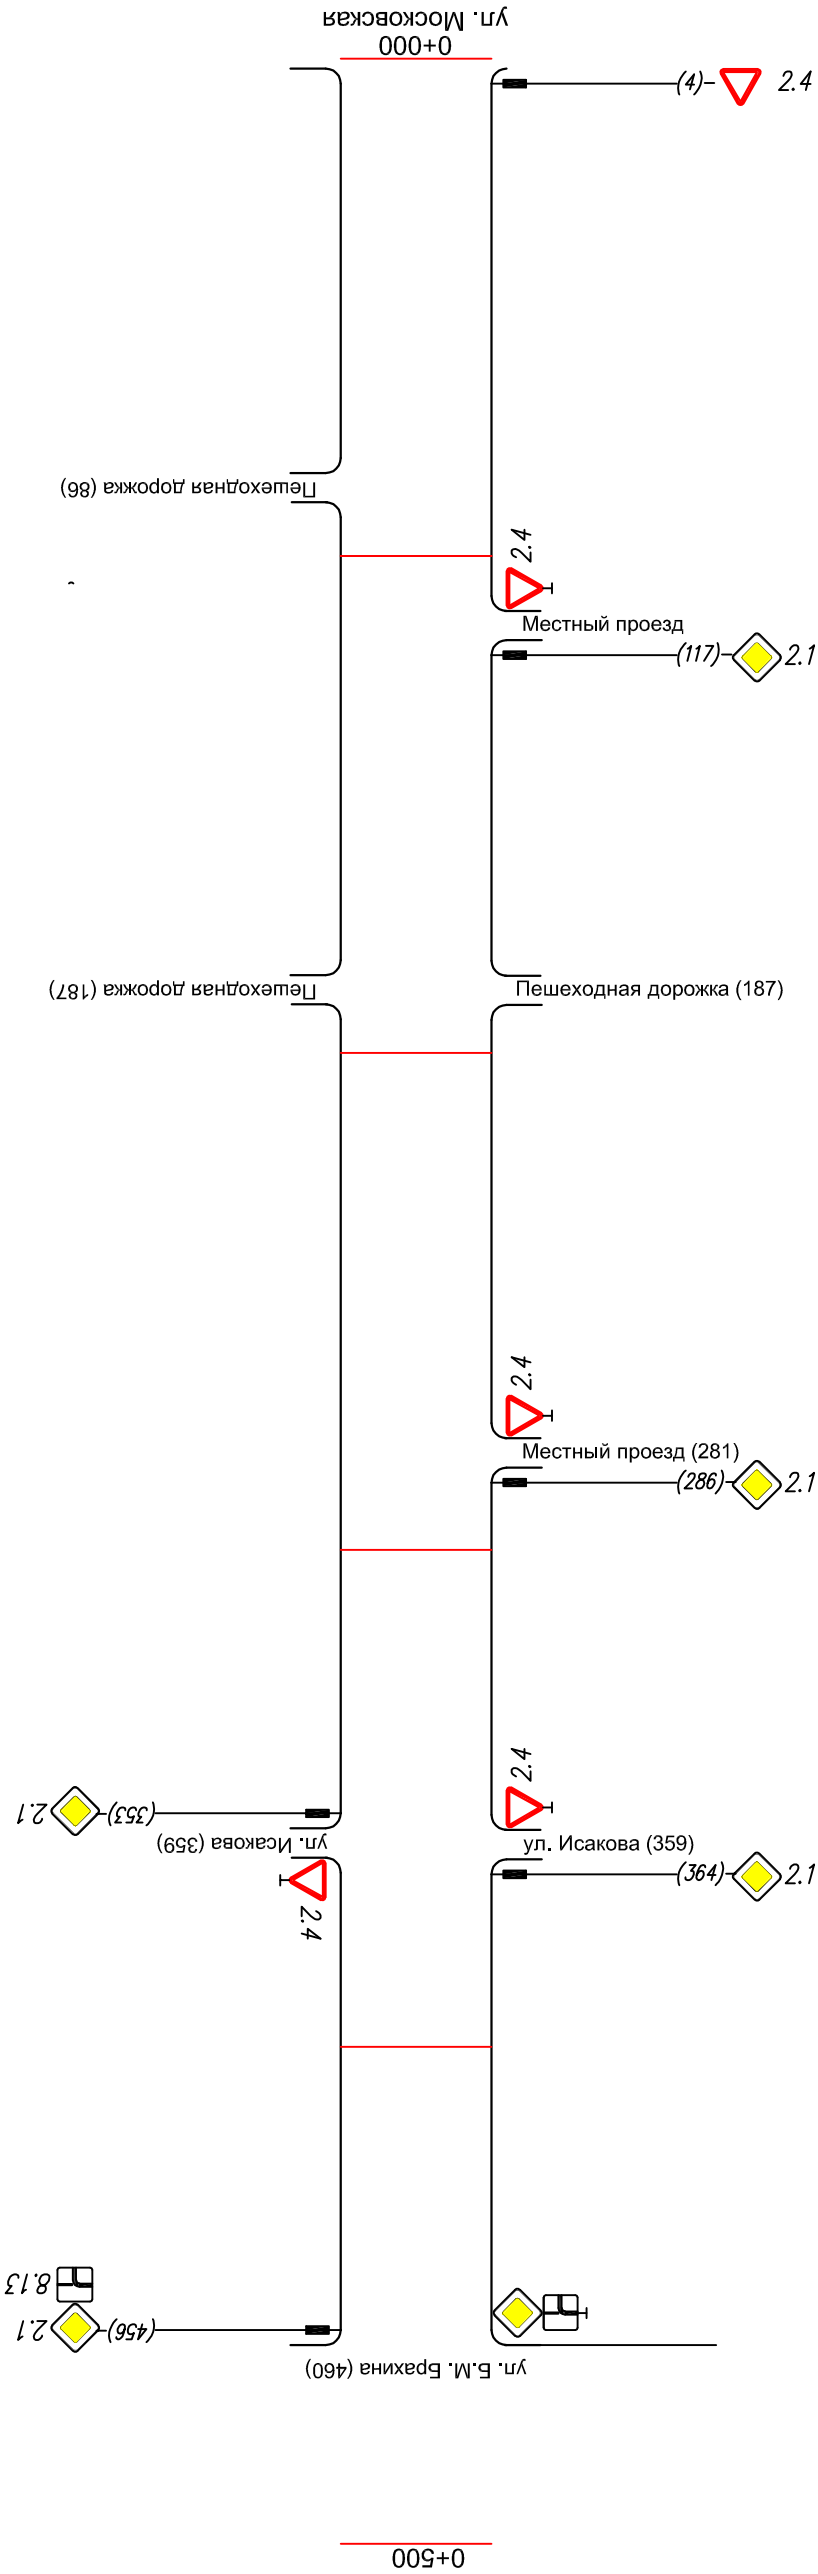 ул. Московская
0+000
(4)
2.4
Пешеходная дорожка (86)
2.4
Местный проезд
(117)
2.1
Пешеходная дорожка (187)
Пешеходная дорожка (187)
2.4
Местный проезд (281)
(286)
2.1
2.4
2.1
(353)
ул. Исакова (359)
ул. Исакова (359)
(364)
2.1
2.4
8.13
2.1
(456)
ул. Б.М. Брахина (460)
0+500